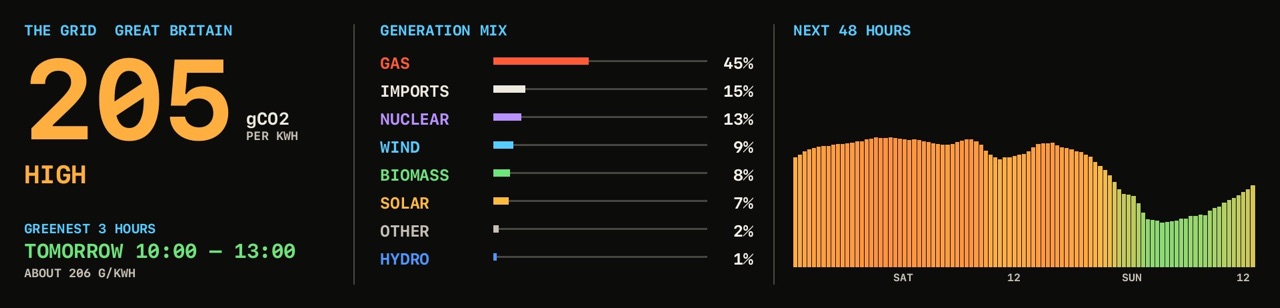 THE GRID  GREAT BRITAIN
205 gCO2
PER KWH
HIGH
GREENEST 3 HOURS
TOMORROW 10:00 — 13:00
ABOUT 206 G/KWH
GENERATION MIX
GAS 45%
IMPORTS 15%
NUCLEAR 13%
WIND 9%
BIOMASS 8%
SOLAR 7%
OTHER 2%
HYDRO 1%
NEXT 48 HOURS
SAT 12 SUN 12